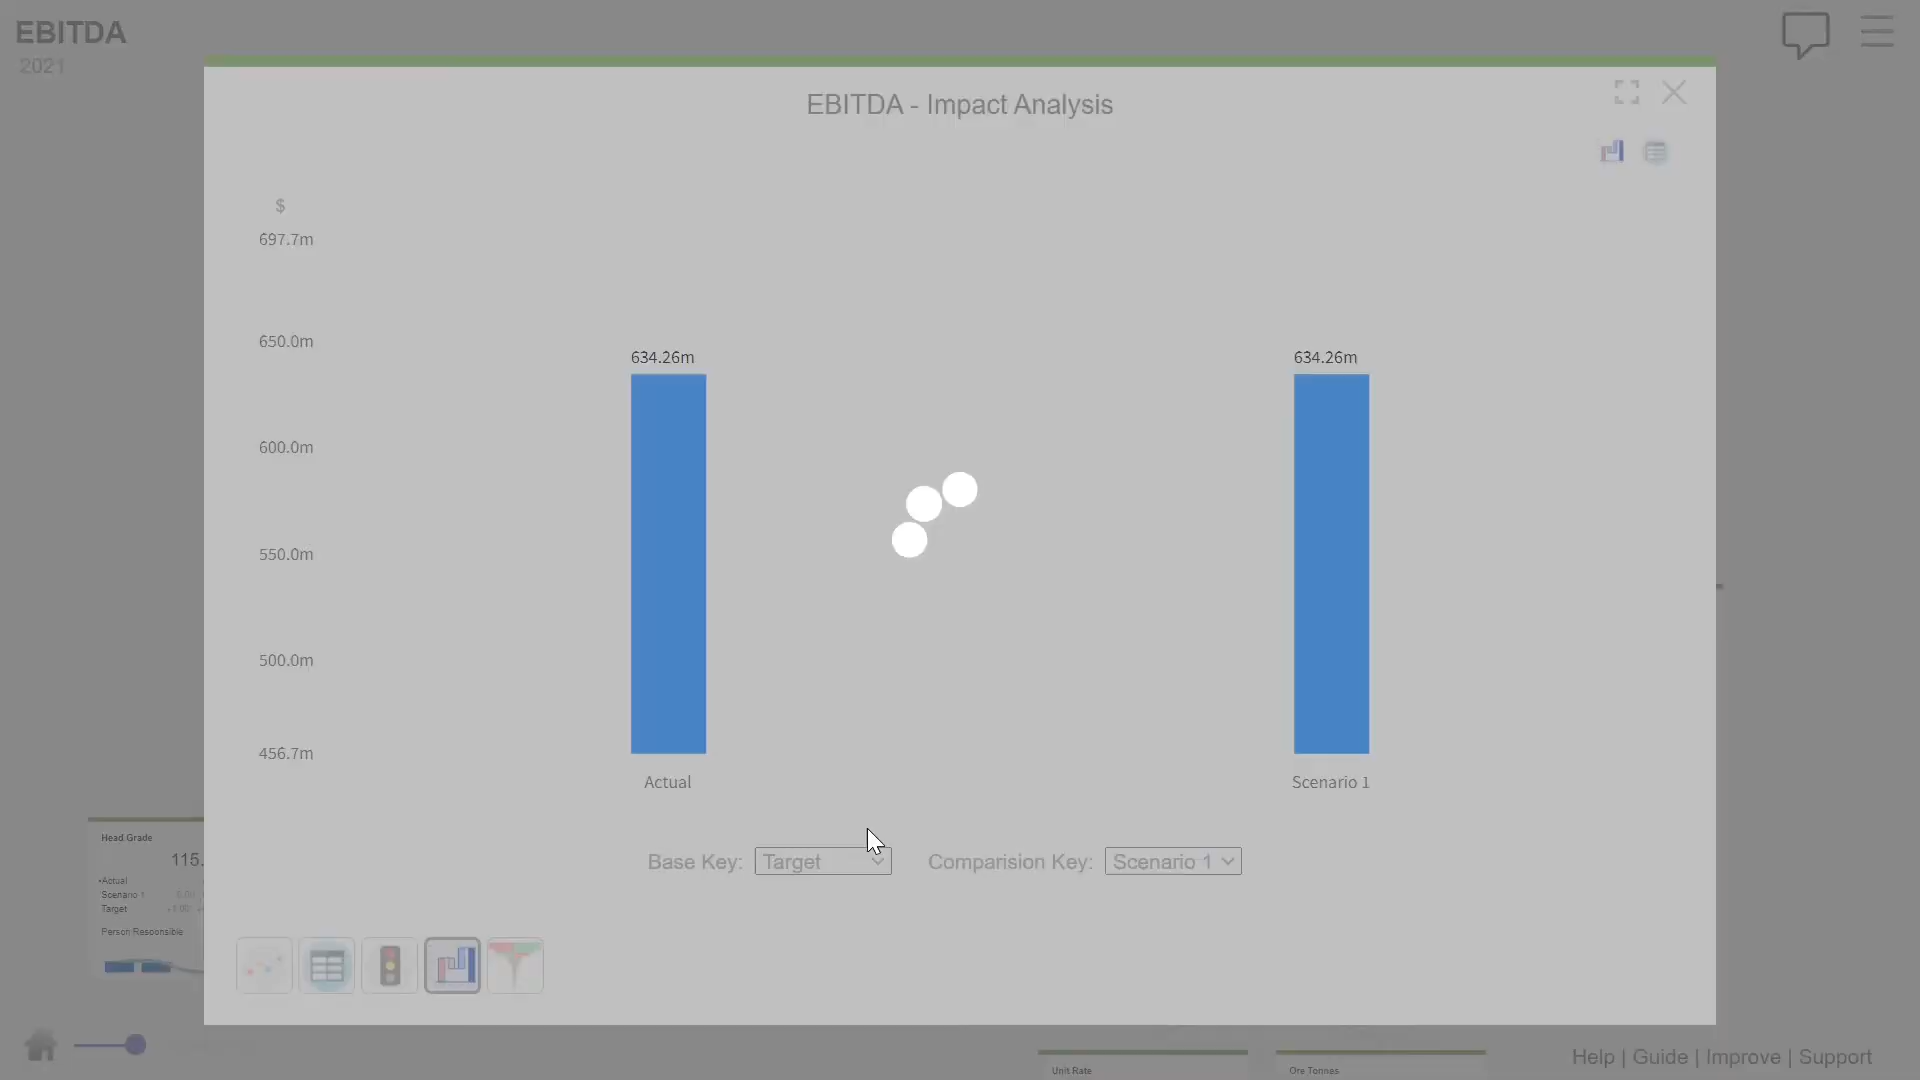 EBITDA
2021
EBITDA - Impact Analysis
$
697.7m
650.0m
600.0m
550.0m
500.0m
456.7m
634.26m
634.26m
Actual
Scenario 1
Base Key: Target
Comparision Key: Scenario 1
Head Grade
115.
Actual
Scenario 1
Target
Person Responsible
Unit Rate
Ore Tonnes
Help | Guide | Improve | Support